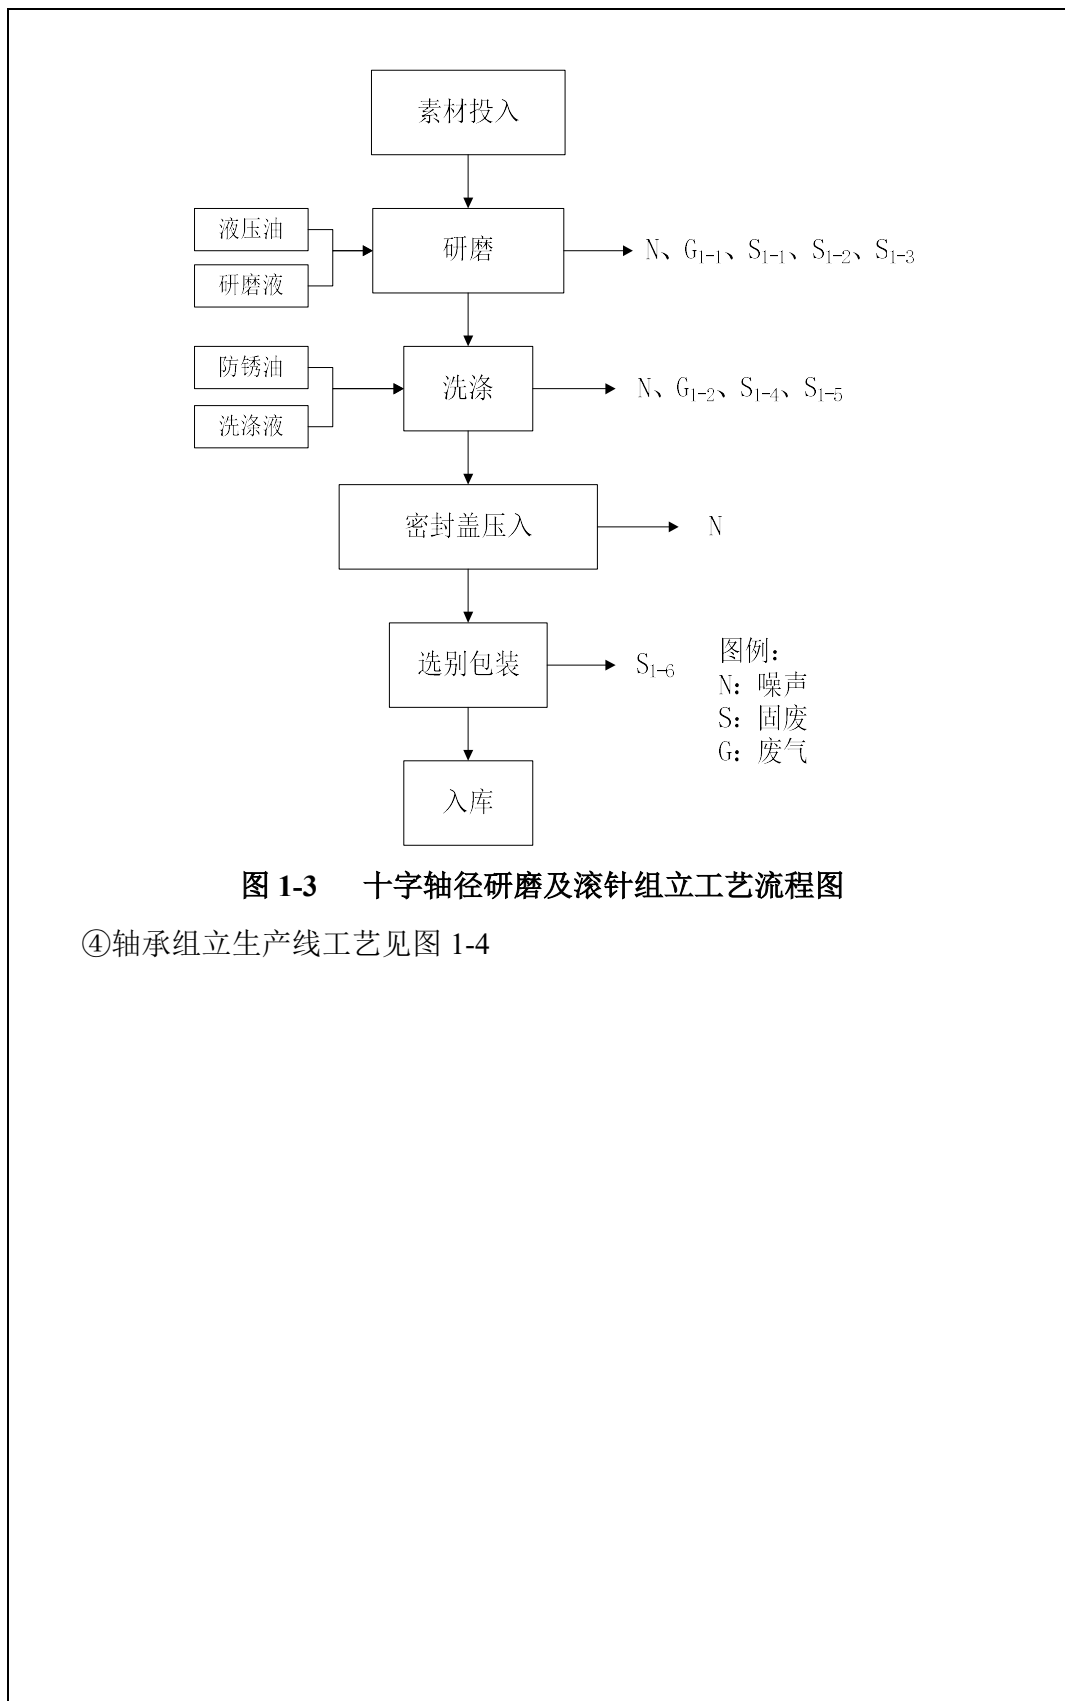 素材投入
液压油
研磨
N、G1-1、S1-1、S1-2、S1-3
研磨液
防锈油
洗涤
N、G1-2、S1-4、S1-5
洗涤液
密封盖压入
N
选别包装
S1-6
图例：
N：噪声
S：固废
G：废气
入库
图 1-3 十字轴径研磨及滚针组立工艺流程图
④轴承组立生产线工艺见图 1-4